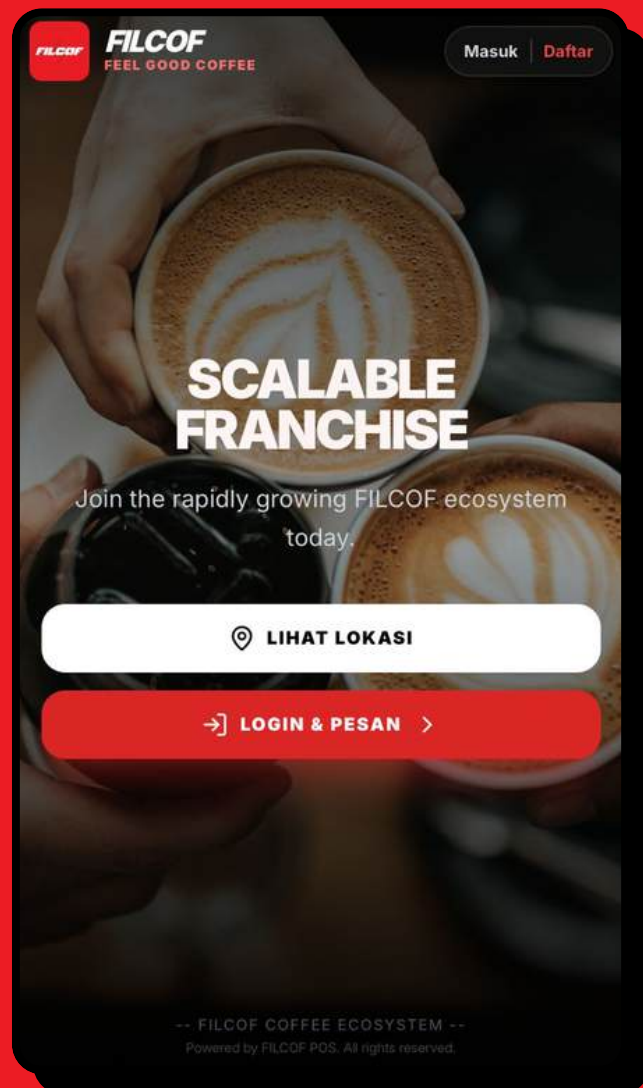 FILCOF
FILCOF
FEEL GOOD COFFEE
Masuk | Daftar
SCALABLE
FRANCHISE
Join the rapidly growing FILCOF ecosystem
today.
LIHAT LOKASI
LOGIN & PESAN
-- FILCOF COFFEE ECOSYSTEM --
Powered by FILCOF POS. All rights reserved.